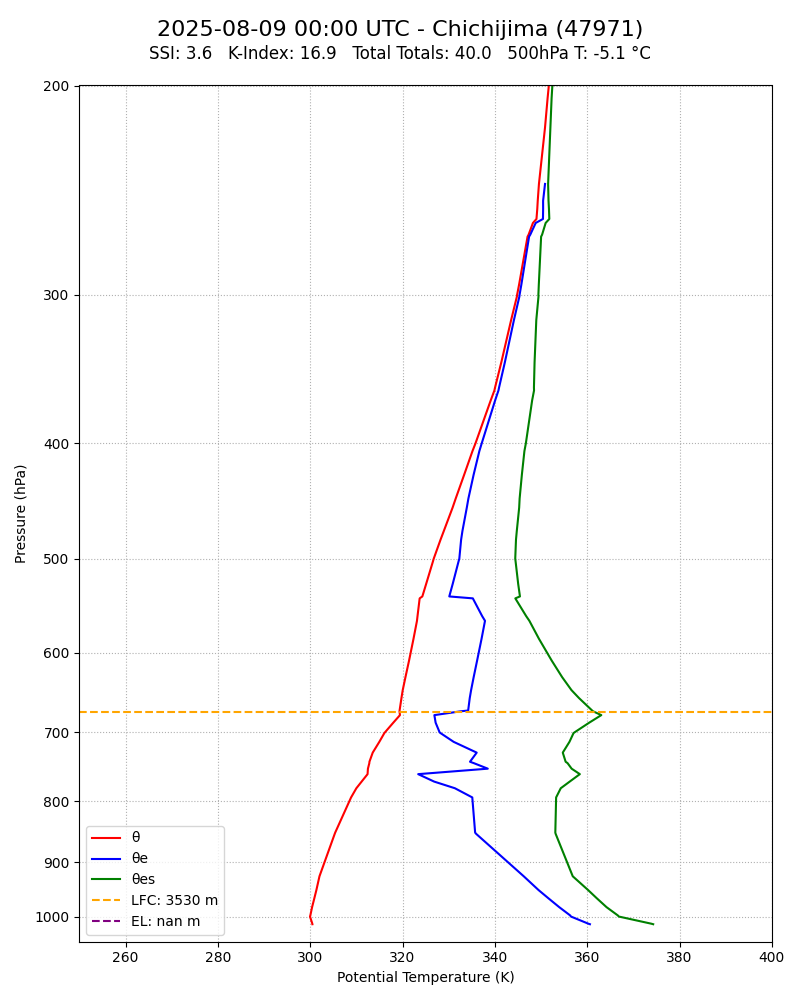 2025-08-09 00:00 UTC - Chichijima (47971)
SSI: 3.6 K-Index: 16.9 Total Totals: 40.0 500hPa T: -5.1 °C
200
300
400
500
600
700
800
900
1000
Pressure (hPa)
θ
θe
θes
LFC: 3530 m
EL: nan m
260
280
300
320
340
360
380
400
Potential Temperature (K)